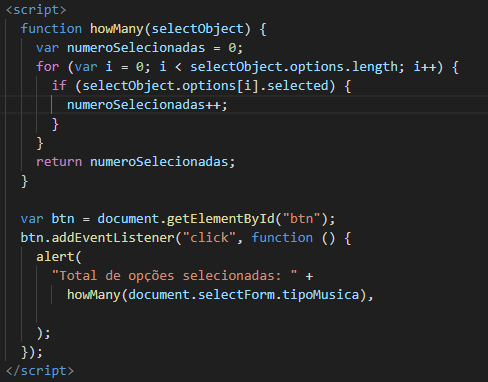 <script>
function howMany(selectObject) {
var numeroSelecionadas = 0;
for (var i = 0; i < selectObject.options.length; i++) {
if (selectObject.options[i].selected) {
numeroSelecionadas++;
}
}
return numeroSelecionadas;
}
var btn = document.getElementById("btn");
btn.addEventListener("click", function () {
alert(
"Total de opções selecionadas: " +
howMany(document.selectForm.tipoMusica),
);
});
</script>